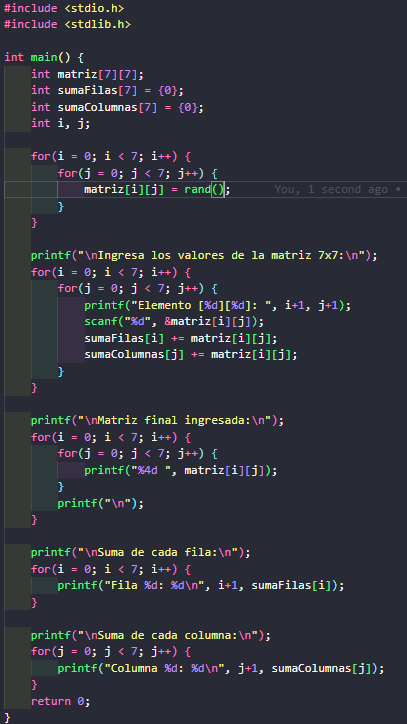 #include <stdio.h>
#include <stdlib.h>

int main() {
    int matriz[7][7];
    int sumaFilas[7] = {0};
    int sumaColumnas[7] = {0};
    int i, j;

    for(i = 0; i < 7; i++) {
        for(j = 0; j < 7; j++) {
            matriz[i][j] = rand();      You, 1 second ago •
        }
    }

    printf("\nIngresa los valores de la matriz 7x7:\n");
    for(i = 0; i < 7; i++) {
        for(j = 0; j < 7; j++) {
            printf("Elemento [%d][%d]: ", i+1, j+1);
            scanf("%d", &matriz[i][j]);
            sumaFilas[i] += matriz[i][j];
            sumaColumnas[j] += matriz[i][j];
        }
    }

    printf("\nMatriz final ingresada:\n");
    for(i = 0; i < 7; i++) {
        for(j = 0; j < 7; j++) {
            printf("%4d ", matriz[i][j]);
        }
        printf("\n");
    }

    printf("\nSuma de cada fila:\n");
    for(i = 0; i < 7; i++) {
        printf("Fila %d: %d\n", i+1, sumaFilas[i]);
    }

    printf("\nSuma de cada columna:\n");
    for(j = 0; j < 7; j++) {
        printf("Columna %d: %d\n", j+1, sumaColumnas[j]);
    }
    return 0;
}